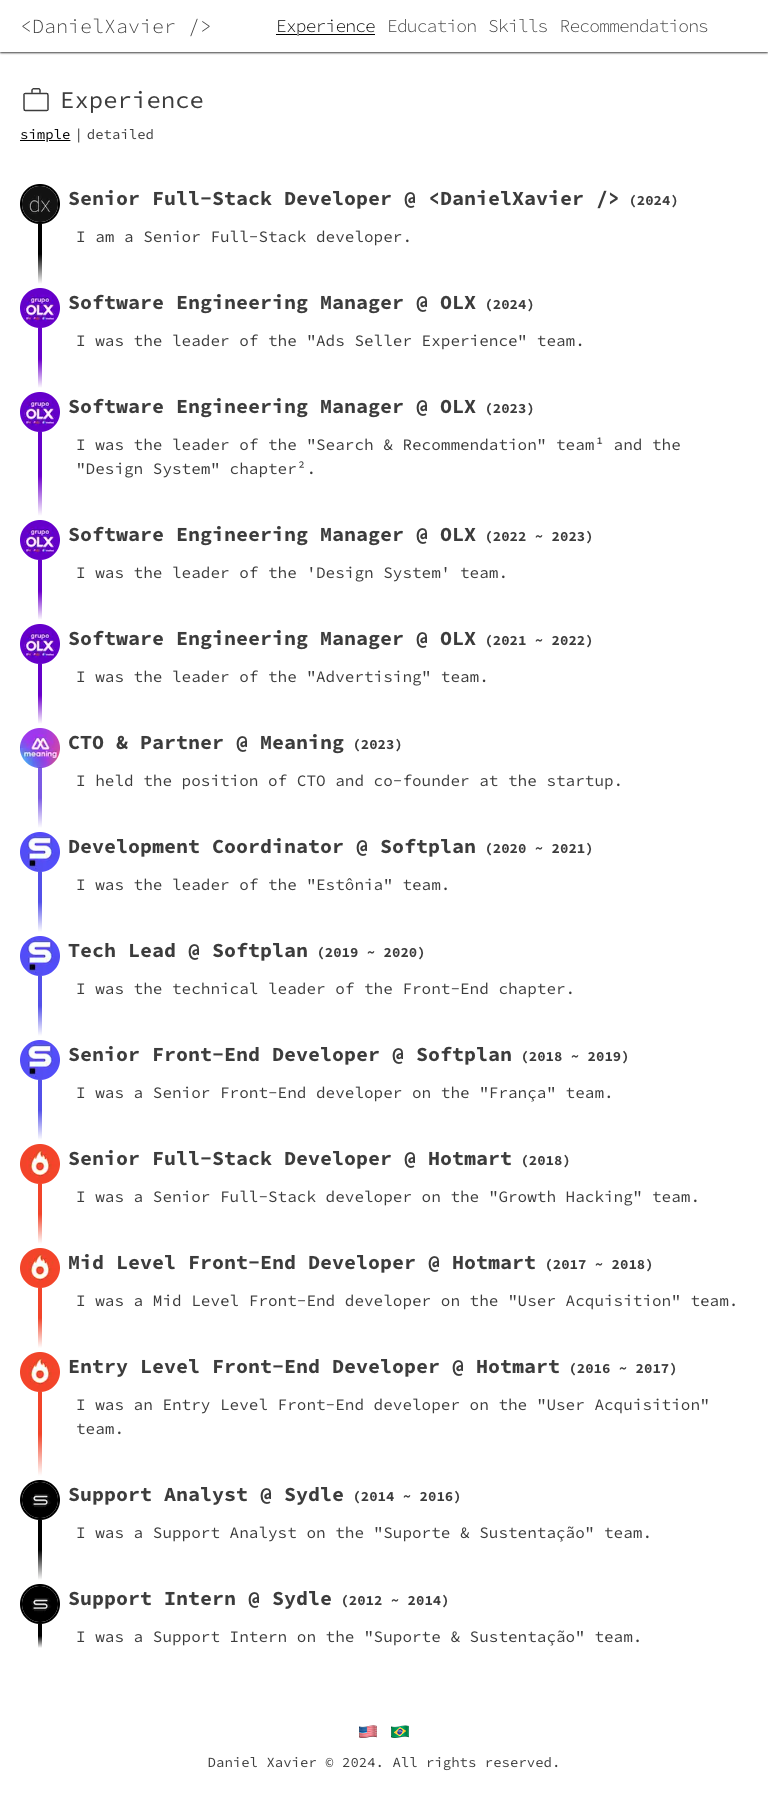 <DanielXavier />
Experience Education Skills Recommendations
Experience
simple | detailed
dx
Senior Full-Stack Developer @ <DanielXavier /> (2024)
I am a Senior Full-Stack developer.
grupo
OLX
Software Engineering Manager @ OLX (2024)
I was the leader of the "Ads Seller Experience" team.
grupo
OLX
Software Engineering Manager @ OLX (2023)
I was the leader of the "Search & Recommendation" team¹ and the
"Design System" chapter².
grupo
OLX
Software Engineering Manager @ OLX (2022 ~ 2023)
I was the leader of the 'Design System' team.
grupo
OLX
Software Engineering Manager @ OLX (2021 ~ 2022)
I was the leader of the "Advertising" team.
meaning
CTO & Partner @ Meaning (2023)
I held the position of CTO and co-founder at the startup.
Development Coordinator @ Softplan (2020 ~ 2021)
I was the leader of the "Estônia" team.
Tech Lead @ Softplan (2019 ~ 2020)
I was the technical leader of the Front-End chapter.
Senior Front-End Developer @ Softplan (2018 ~ 2019)
I was a Senior Front-End developer on the "França" team.
Senior Full-Stack Developer @ Hotmart (2018)
I was a Senior Full-Stack developer on the "Growth Hacking" team.
Mid Level Front-End Developer @ Hotmart (2017 ~ 2018)
I was a Mid Level Front-End developer on the "User Acquisition" team.
Entry Level Front-End Developer @ Hotmart (2016 ~ 2017)
I was an Entry Level Front-End developer on the "User Acquisition"
team.
Support Analyst @ Sydle (2014 ~ 2016)
I was a Support Analyst on the "Suporte & Sustentação" team.
Support Intern @ Sydle (2012 ~ 2014)
I was a Support Intern on the "Suporte & Sustentação" team.
Daniel Xavier © 2024. All rights reserved.